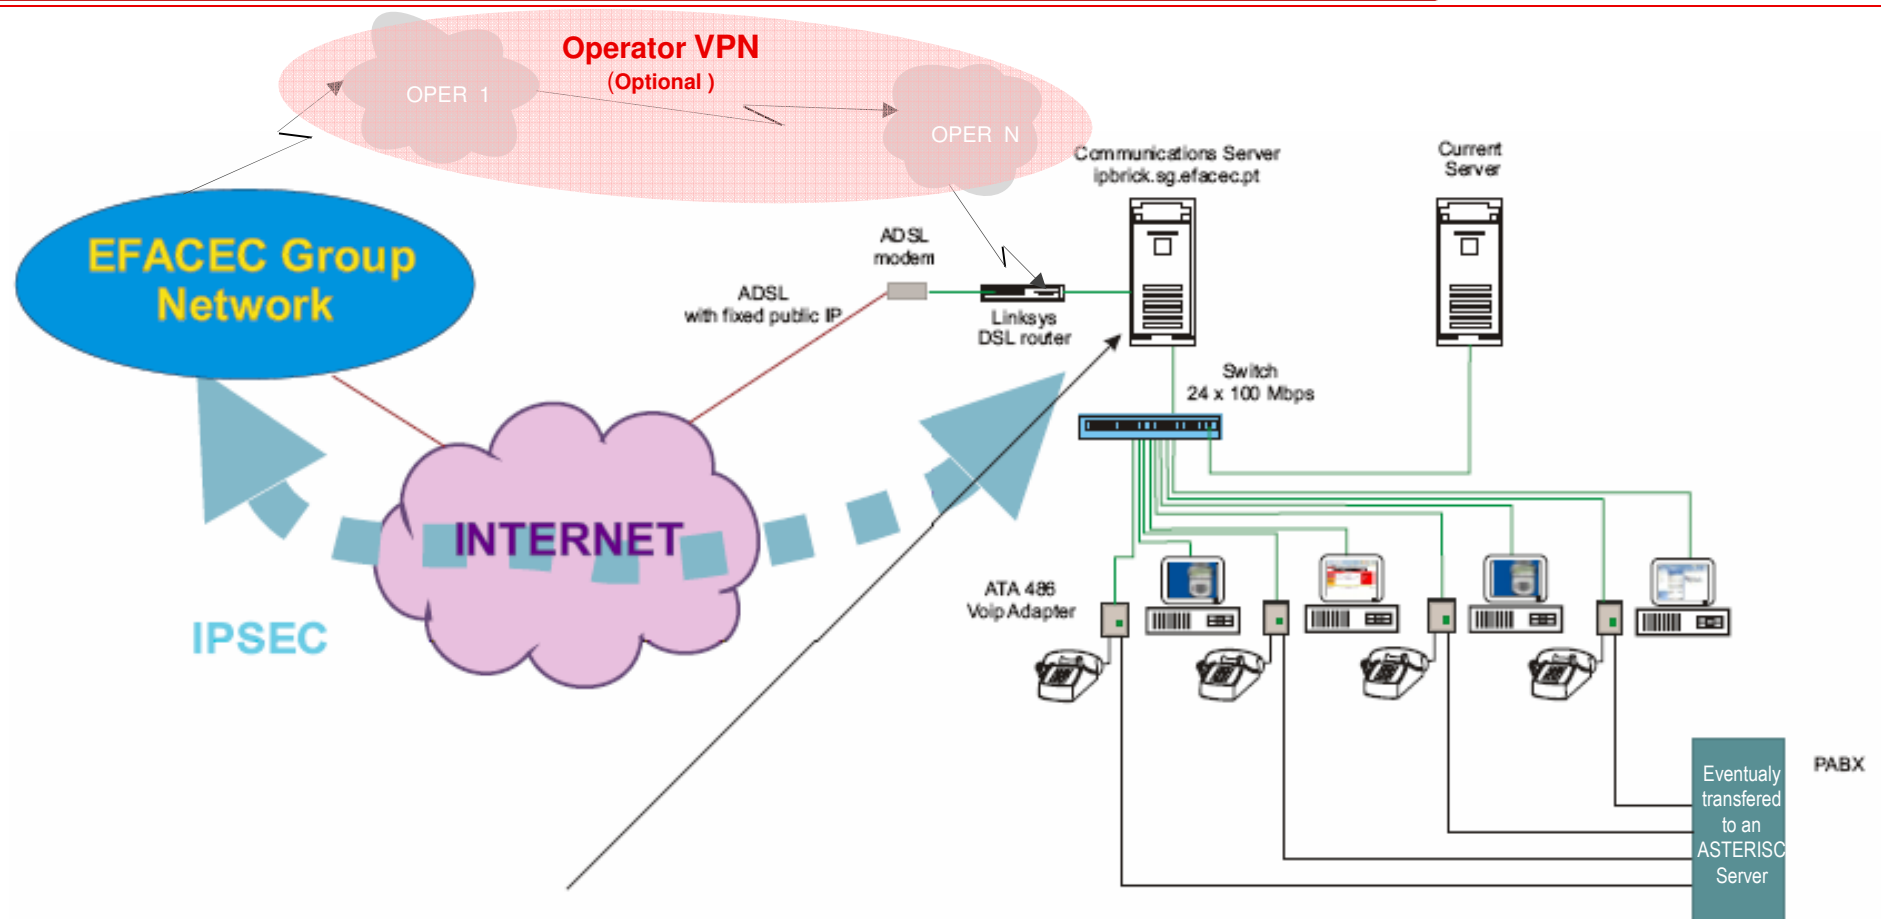 Operator VPN
(Optional )
OPER 1
OPER N
Communications Server
ipbrick.sg.efacec.pt
Current
Server
EFACEC Group
Network
ADSL
modem
ADSL
with fixed public IP
Linksys
DSL router
Switch
24 x 100 Mbps
INTERNET
IPSEC
ATA 486
Voip Adapter
PABX
Eventualy
transfered
to an
ASTERISC
Server